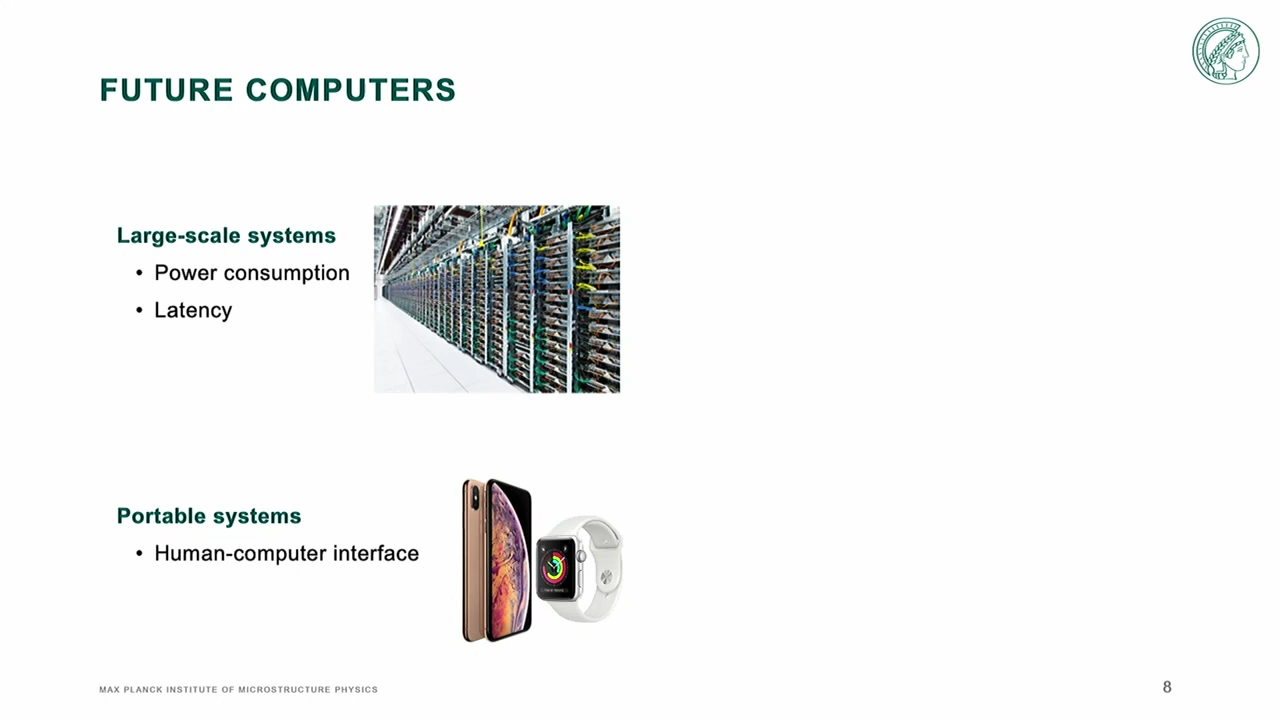 FUTURE COMPUTERS
Large-scale systems
• Power consumption
• Latency
Portable systems
• Human-computer interface
MAX PLANCK INSTITUTE OF MICROSTRUCTURE PHYSICS
8